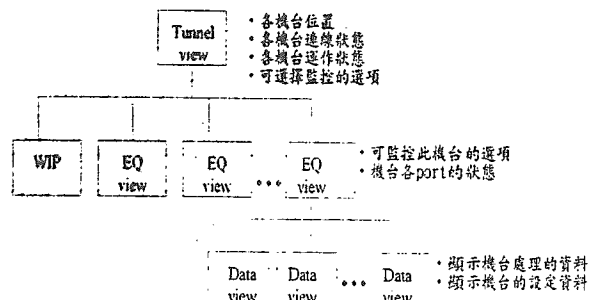 Tunnel
view
・各機台位置
・各機台連線狀態
・各機台運作狀態
・可選擇監控的選項
WIP
EQ
view
EQ
view
•••
EQ
view
・可監控此機台的選項
・機台各port的狀態
Data
view
Data
view
•••
Data
view
・顯示機台處理的資料
・顯示機台的設定資料